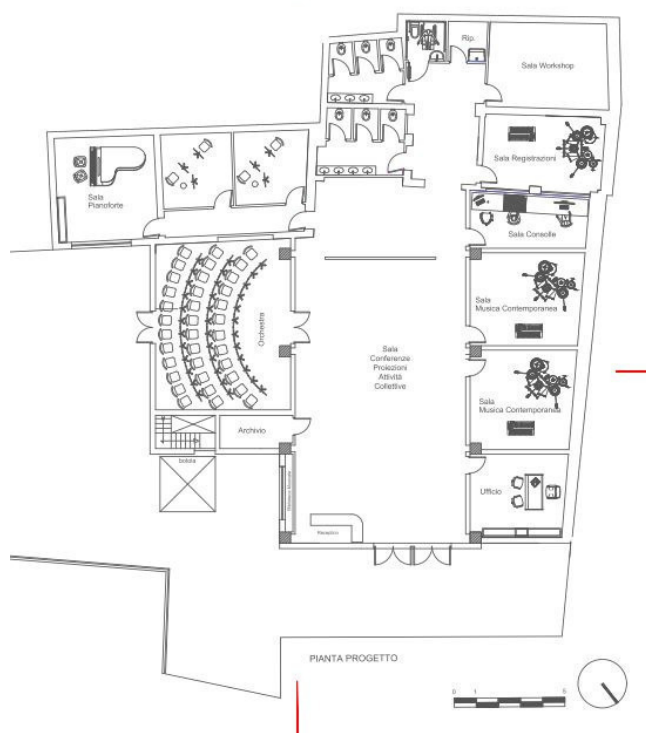 Rip.
Sala Workshop
Sala Registrazioni
Sala
Pianoforte
Sala Consolle
Orchestra
Sala
Musica Contemporanea
Sala
Conferenze
Proiezioni
Attività
Collettive
Sala
Musica Contemporanea
Archivio
Ufficio
Reception
PIANTA PROGETTO
0 1 5